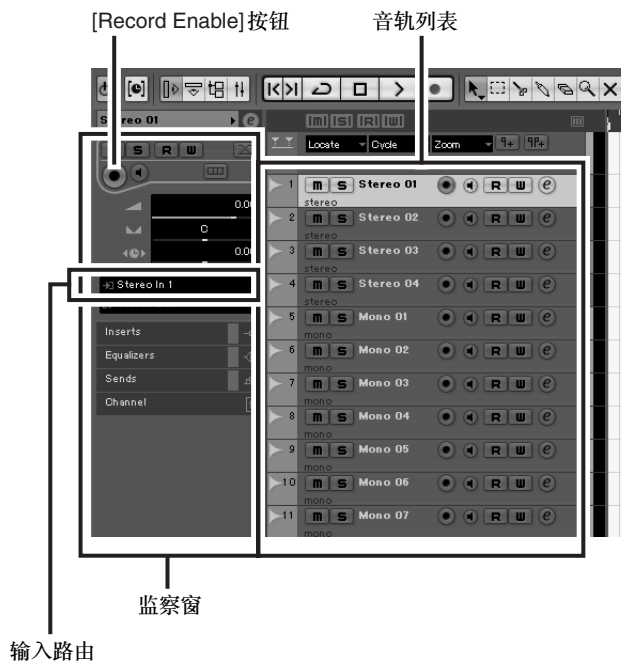 [Record Enable]按钮
音轨列表
Stereo 01
M S R W
Locate Cycle Zoom
0.00
C
0.00
Stereo In 1
Inserts
Equalizers
Sends
Channel
1 M S Stereo 01 R W e
stereo
2 M S Stereo 02 R W e
stereo
3 M S Stereo 03 R W e
stereo
4 M S Stereo 04 R W e
stereo
5 M S Mono 01 R W e
mono
6 M S Mono 02 R W e
mono
7 M S Mono 03 R W e
mono
8 M S Mono 04 R W e
mono
9 M S Mono 05 R W e
mono
10 M S Mono 06 R W e
mono
11 M S Mono 07 R W e
mono
监察窗
输入路由